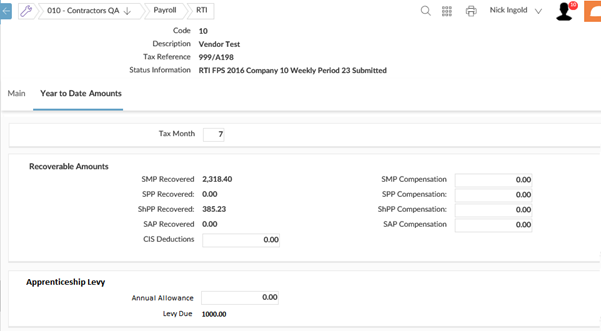 010 - Contractors QA Payroll RTI Nick Ingold
Code 10
Description Vendor Test
Tax Reference 999/A198
Status Information RTI FPS 2016 Company 10 Weekly Period 23 Submitted
Main Year to Date Amounts
Tax Month 7
Recoverable Amounts
SMP Recovered 2,318.40 SMP Compensation 0.00
SPP Recovered: 0.00 SPP Compensation: 0.00
ShPP Recovered: 385.23 ShPP Compensation: 0.00
SAP Recovered 0.00 SAP Compensation 0.00
CIS Deductions 0.00
Apprenticeship Levy
Annual Allowance 0.00
Levy Due 1000.00